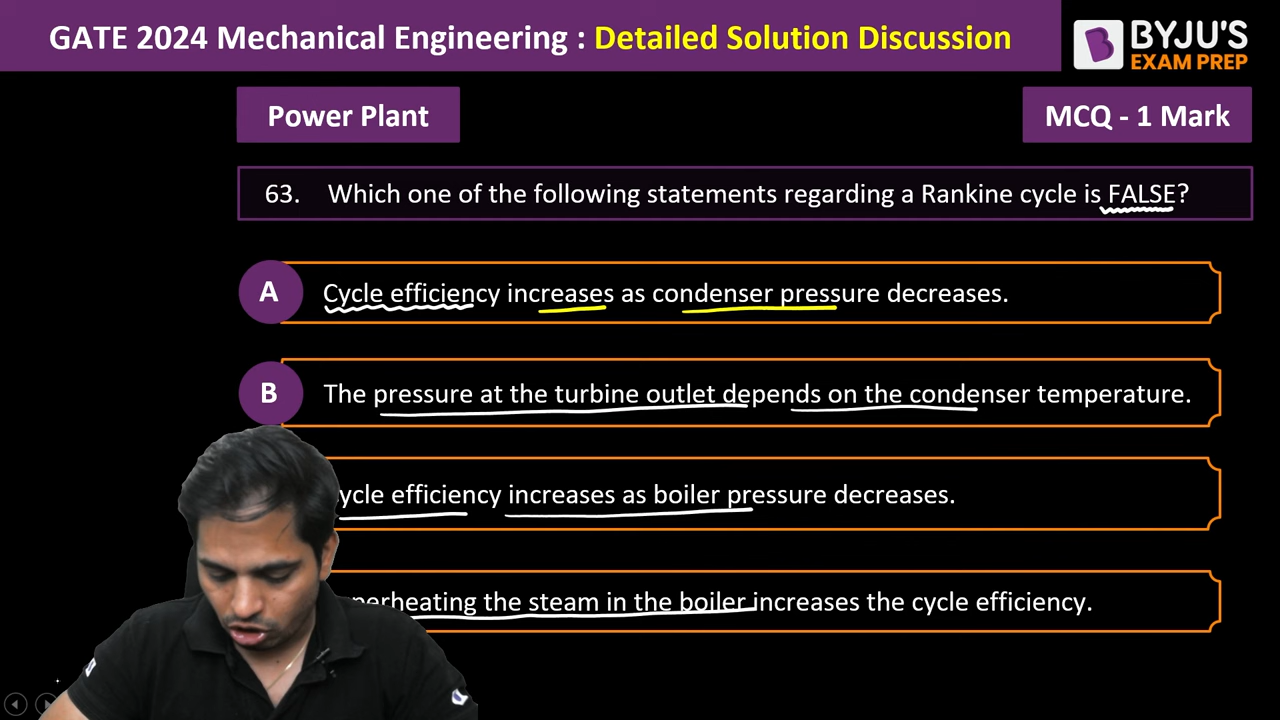 GATE 2024 Mechanical Engineering : Detailed Solution Discussion
BYJU'S
EXAM PREP
Power Plant
MCQ - 1 Mark
63. Which one of the following statements regarding a Rankine cycle is FALSE?
A
Cycle efficiency increases as condenser pressure decreases.
B
The pressure at the turbine outlet depends on the condenser temperature.
ycle efficiency increases as boiler pressure decreases.
perheating the steam in the boiler increases the cycle efficiency.